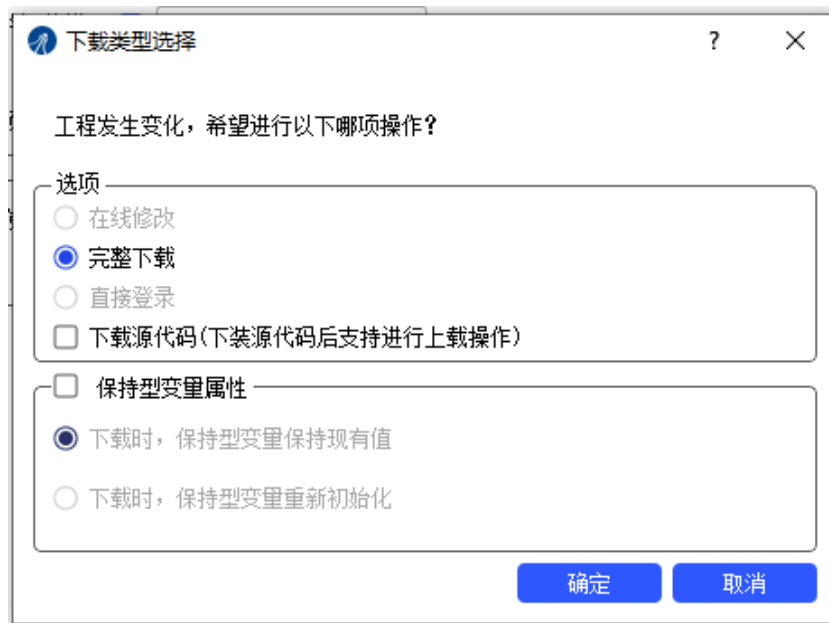 下载类型选择
?
工程发生变化，希望进行以下哪项操作？
选项
在线修改
完整下载
直接登录
下载源代码(下装源代码后支持进行上载操作)
保持型变量属性
下载时，保持型变量保持现有值
下载时，保持型变量重新初始化
确定 取消